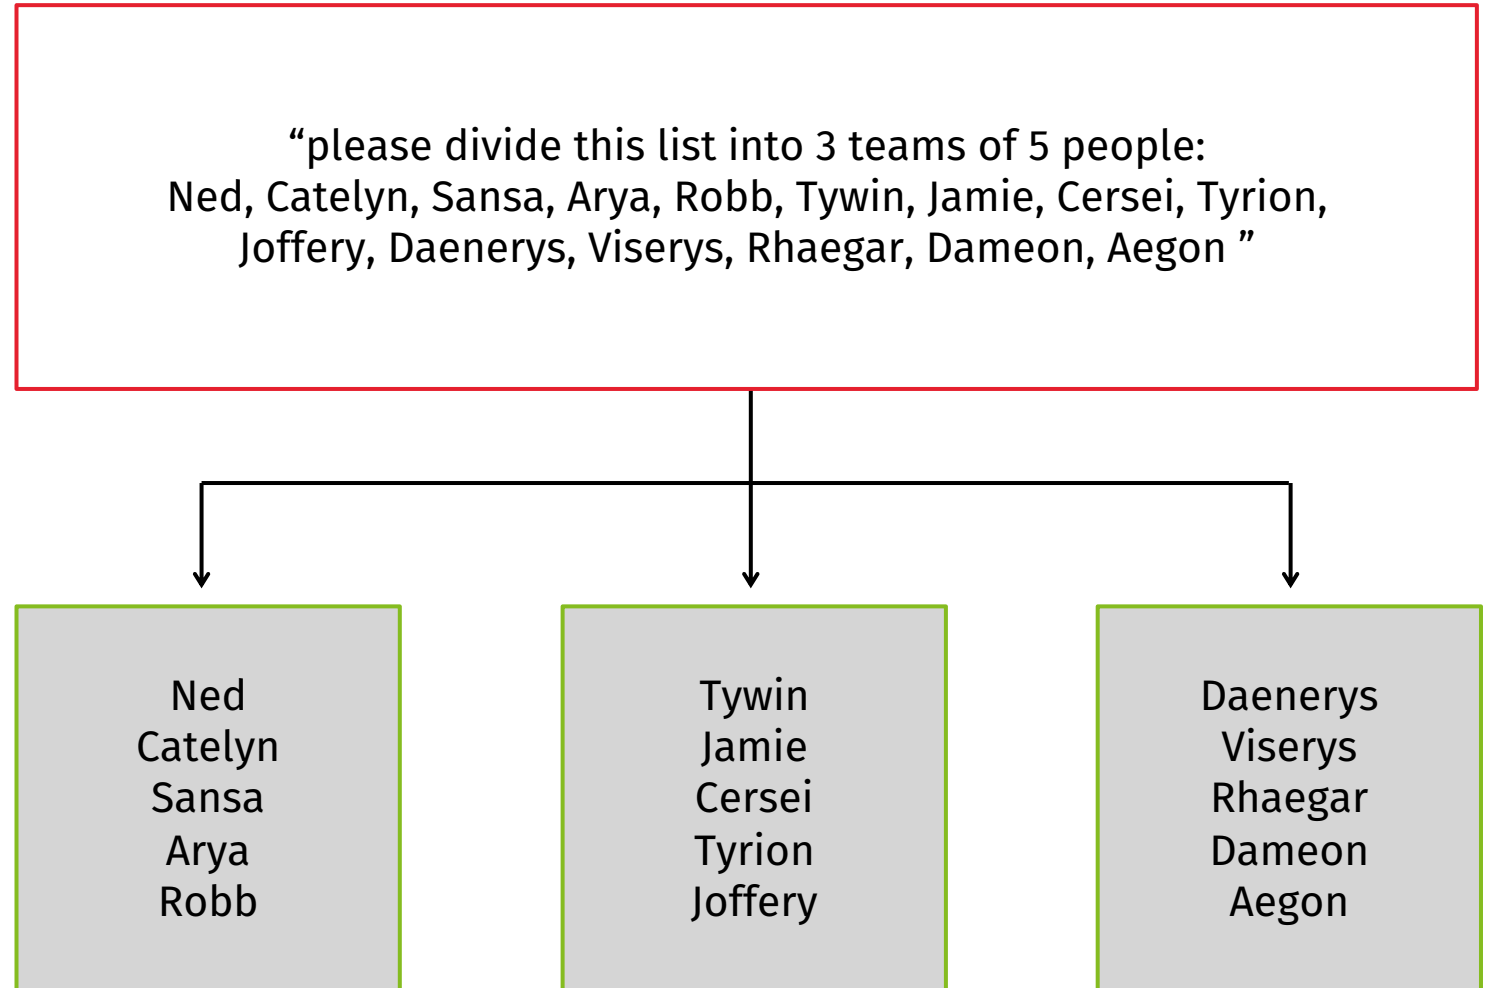 “please divide this list into 3 teams of 5 people:
Ned, Catelyn, Sansa, Arya, Robb, Tywin, Jamie, Cersei, Tyrion,
Joffery, Daenerys, Viserys, Rhaegar, Dameon, Aegon ”
Ned
Catelyn
Sansa
Arya
Robb
Tywin
Jamie
Cersei
Tyrion
Joffery
Daenerys
Viserys
Rhaegar
Dameon
Aegon